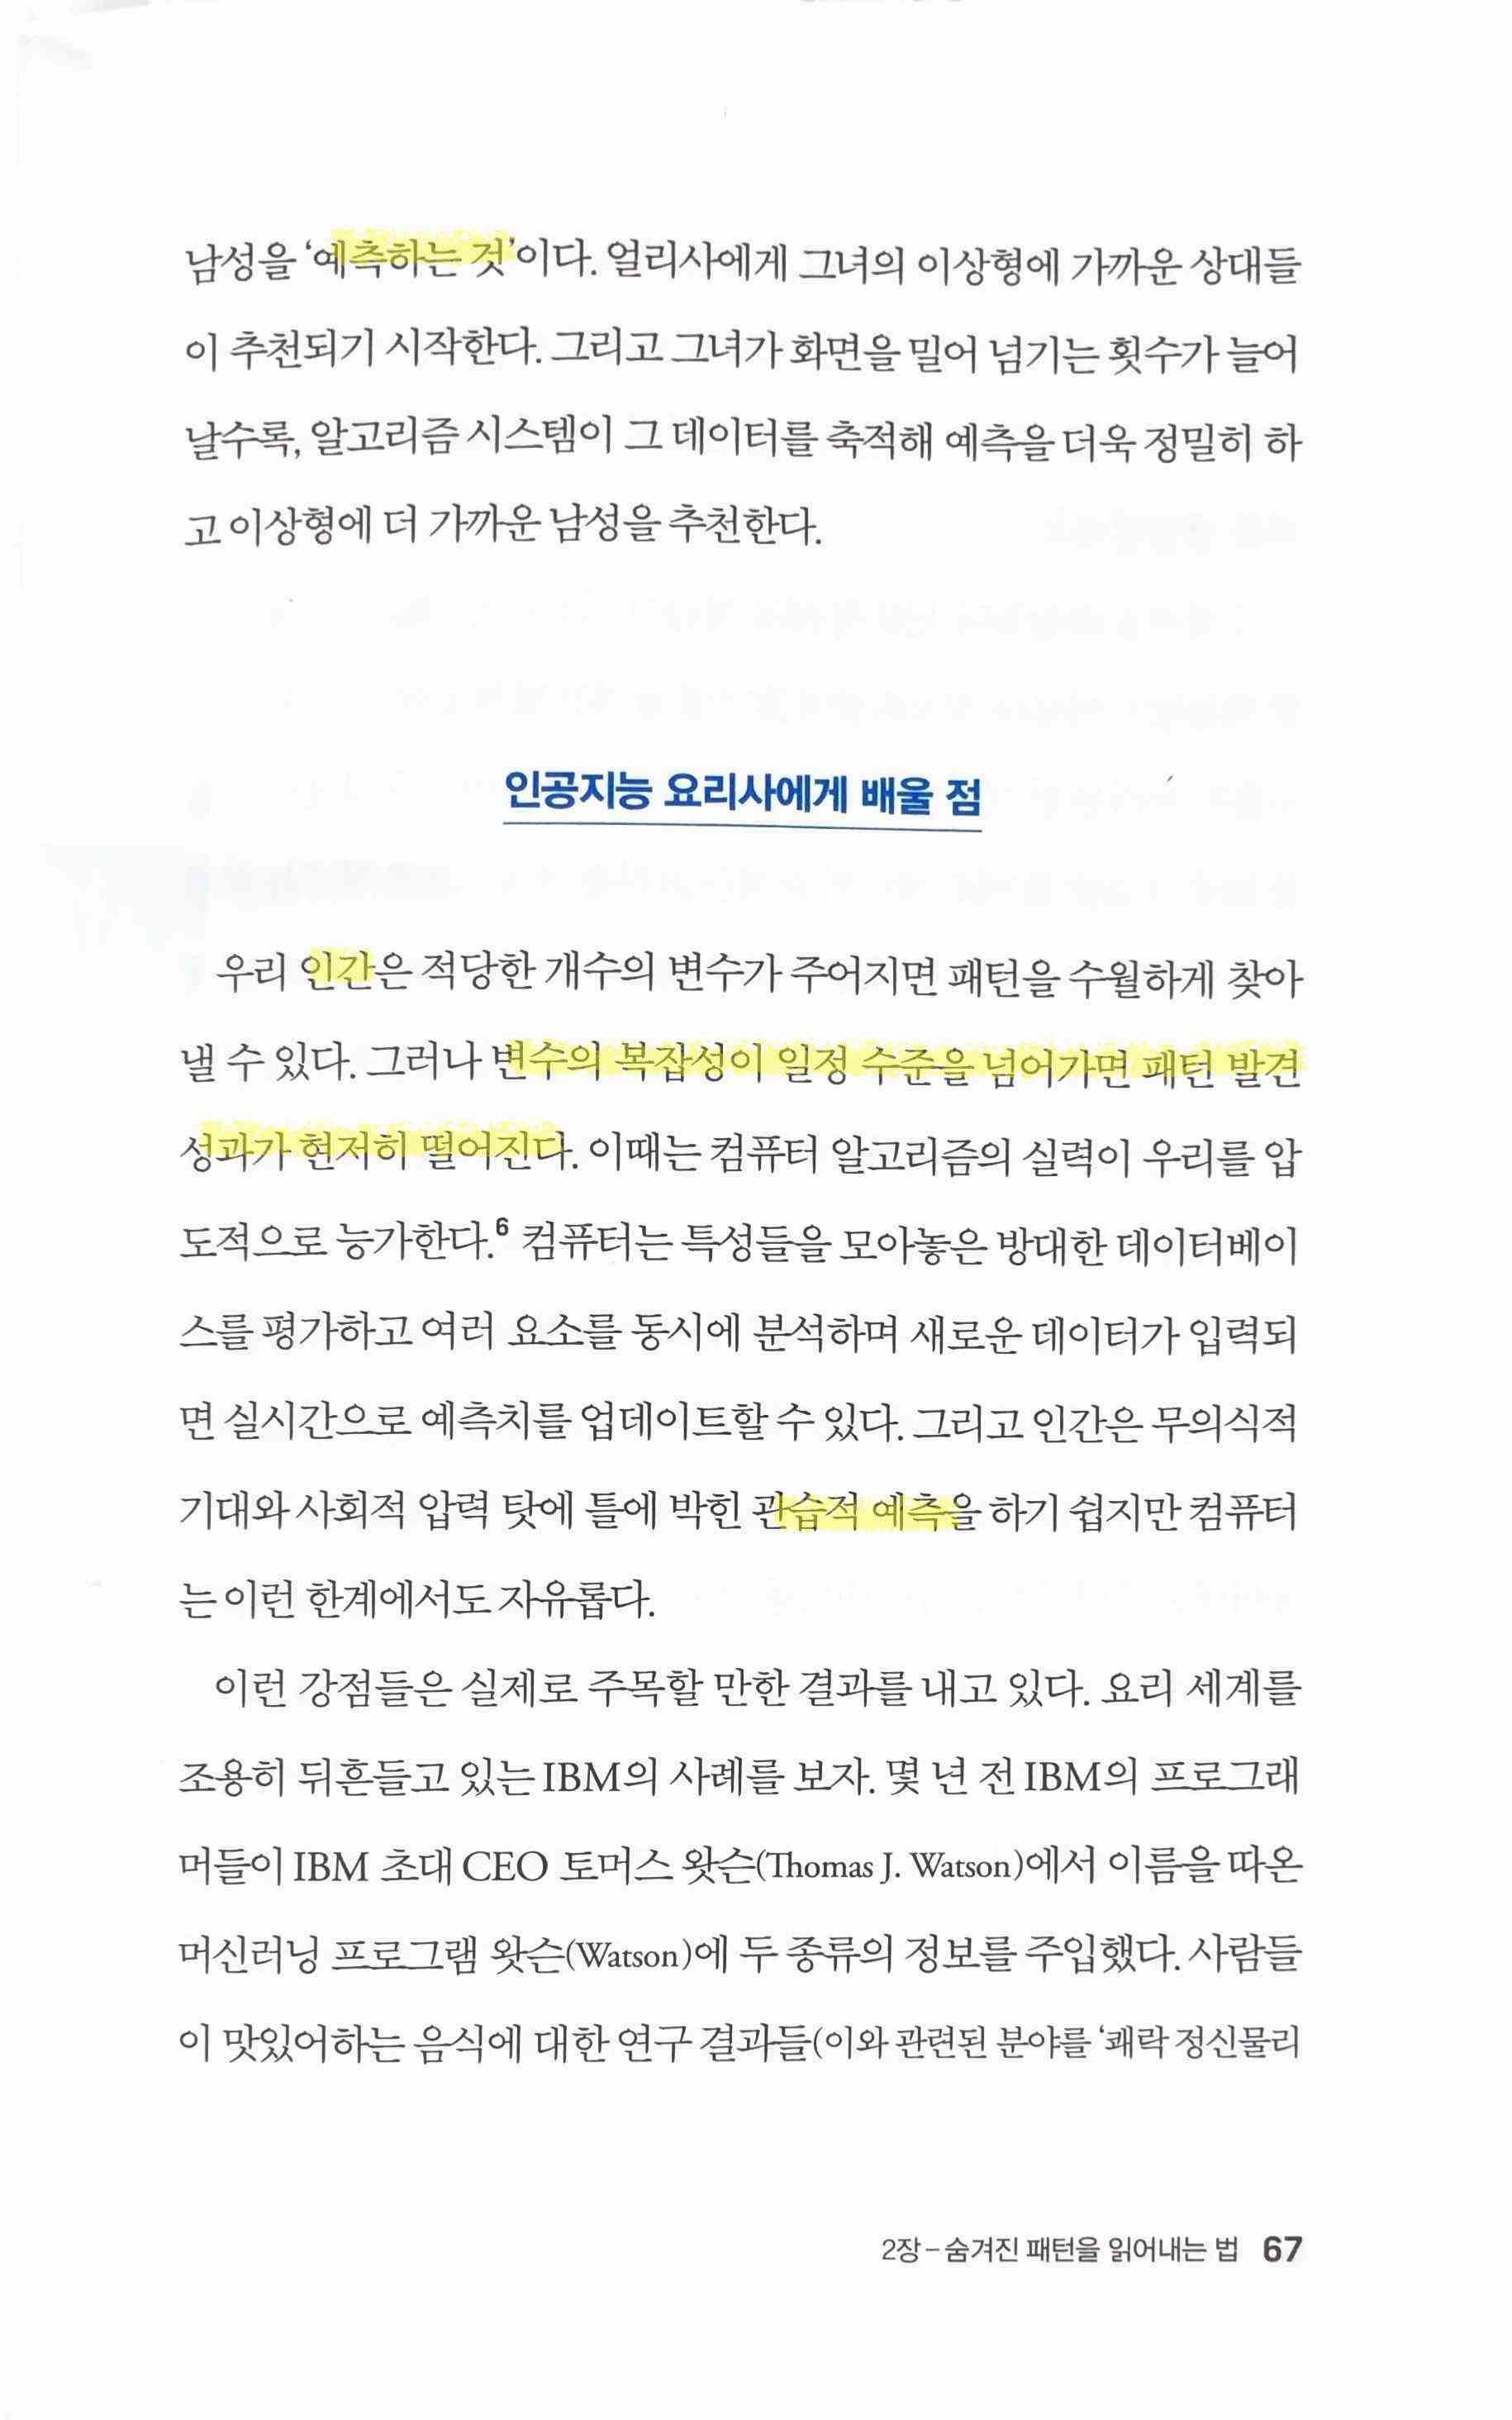 남성을 ‘예측하는 것’이다. 얼리사에게 그녀의 이상형에 가까운 상대들
이 추천되기 시작한다. 그리고 그녀가 화면을 밀어 넘기는 횟수가 늘어
날수록, 알고리즘 시스템이 그 데이터를 축적해 예측을 더욱 정밀히 하
고 이상형에 더 가까운 남성을 추천한다.
인공지능 요리사에게 배울 점
우리 인간은 적당한 개수의 변수가 주어지면 패턴을 수월하게 찾아
낼 수 있다. 그러나 변수의 복잡성이 일정 수준을 넘어가면 패턴 발견
성과가 현저히 떨어진다. 이때는 컴퓨터 알고리즘의 실력이 우리를 압
도적으로 능가한다.⁶ 컴퓨터는 특성들을 모아놓은 방대한 데이터베이
스를 평가하고 여러 요소를 동시에 분석하며 새로운 데이터가 입력되
면 실시간으로 예측치를 업데이트할 수 있다. 그리고 인간은 무의식적
기대와 사회적 압력 탓에 틀에 박힌 관습적 예측을 하기 쉽지만 컴퓨터
는 이런 한계에서도 자유롭다.
이런 강점들은 실제로 주목할 만한 결과를 내고 있다. 요리 세계를
조용히 뒤흔들고 있는 IBM의 사례를 보자. 몇 년 전 IBM의 프로그래
머들이 IBM 초대 CEO 토머스 왓슨(Thomas J. Watson)에서 이름을 따온
머신러닝 프로그램 왓슨(Watson)에 두 종류의 정보를 주입했다. 사람들
이 맛있어하는 음식에 대한 연구 결과들(이와 관련된 분야를 ‘쾌락 정신물리
2장 – 숨겨진 패턴을 읽어내는 법 67